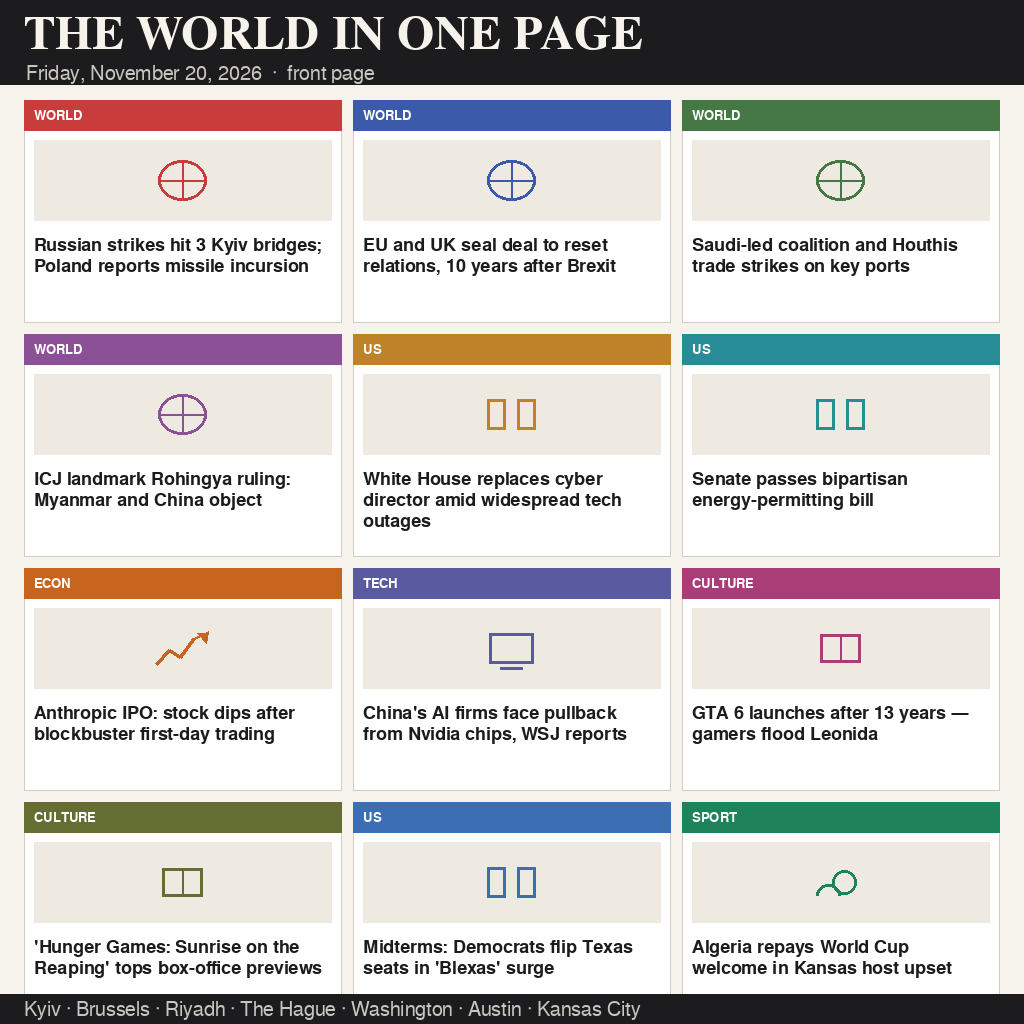 THE WORLD IN ONE PAGE
Friday, November 20, 2026 · front page
WORLD
Russian strikes hit 3 Kyiv bridges;
Poland reports missile incursion
WORLD
EU and UK seal deal to reset
relations, 10 years after Brexit
WORLD
Saudi-led coalition and Houthis
trade strikes on key ports
WORLD
ICJ landmark Rohingya ruling:
Myanmar and China object
US
White House replaces cyber
director amid widespread tech
outages
US
Senate passes bipartisan
energy-permitting bill
ECON
Anthropic IPO: stock dips after
blockbuster first-day trading
TECH
China's AI firms face pullback
from Nvidia chips, WSJ reports
CULTURE
GTA 6 launches after 13 years —
gamers flood Leonida
CULTURE
'Hunger Games: Sunrise on the
Reaping' tops box-office previews
US
Midterms: Democrats flip Texas
seats in 'Blexas' surge
SPORT
Algeria repays World Cup
welcome in Kansas host upset
Kyiv · Brussels · Riyadh · The Hague · Washington · Austin · Kansas City